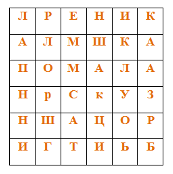 Л Р Е Н И К
А Л М Ш К А
П О М А Л А
Н р С к У З
Н Ш А Ц О Р
И Г Т И Ь Б